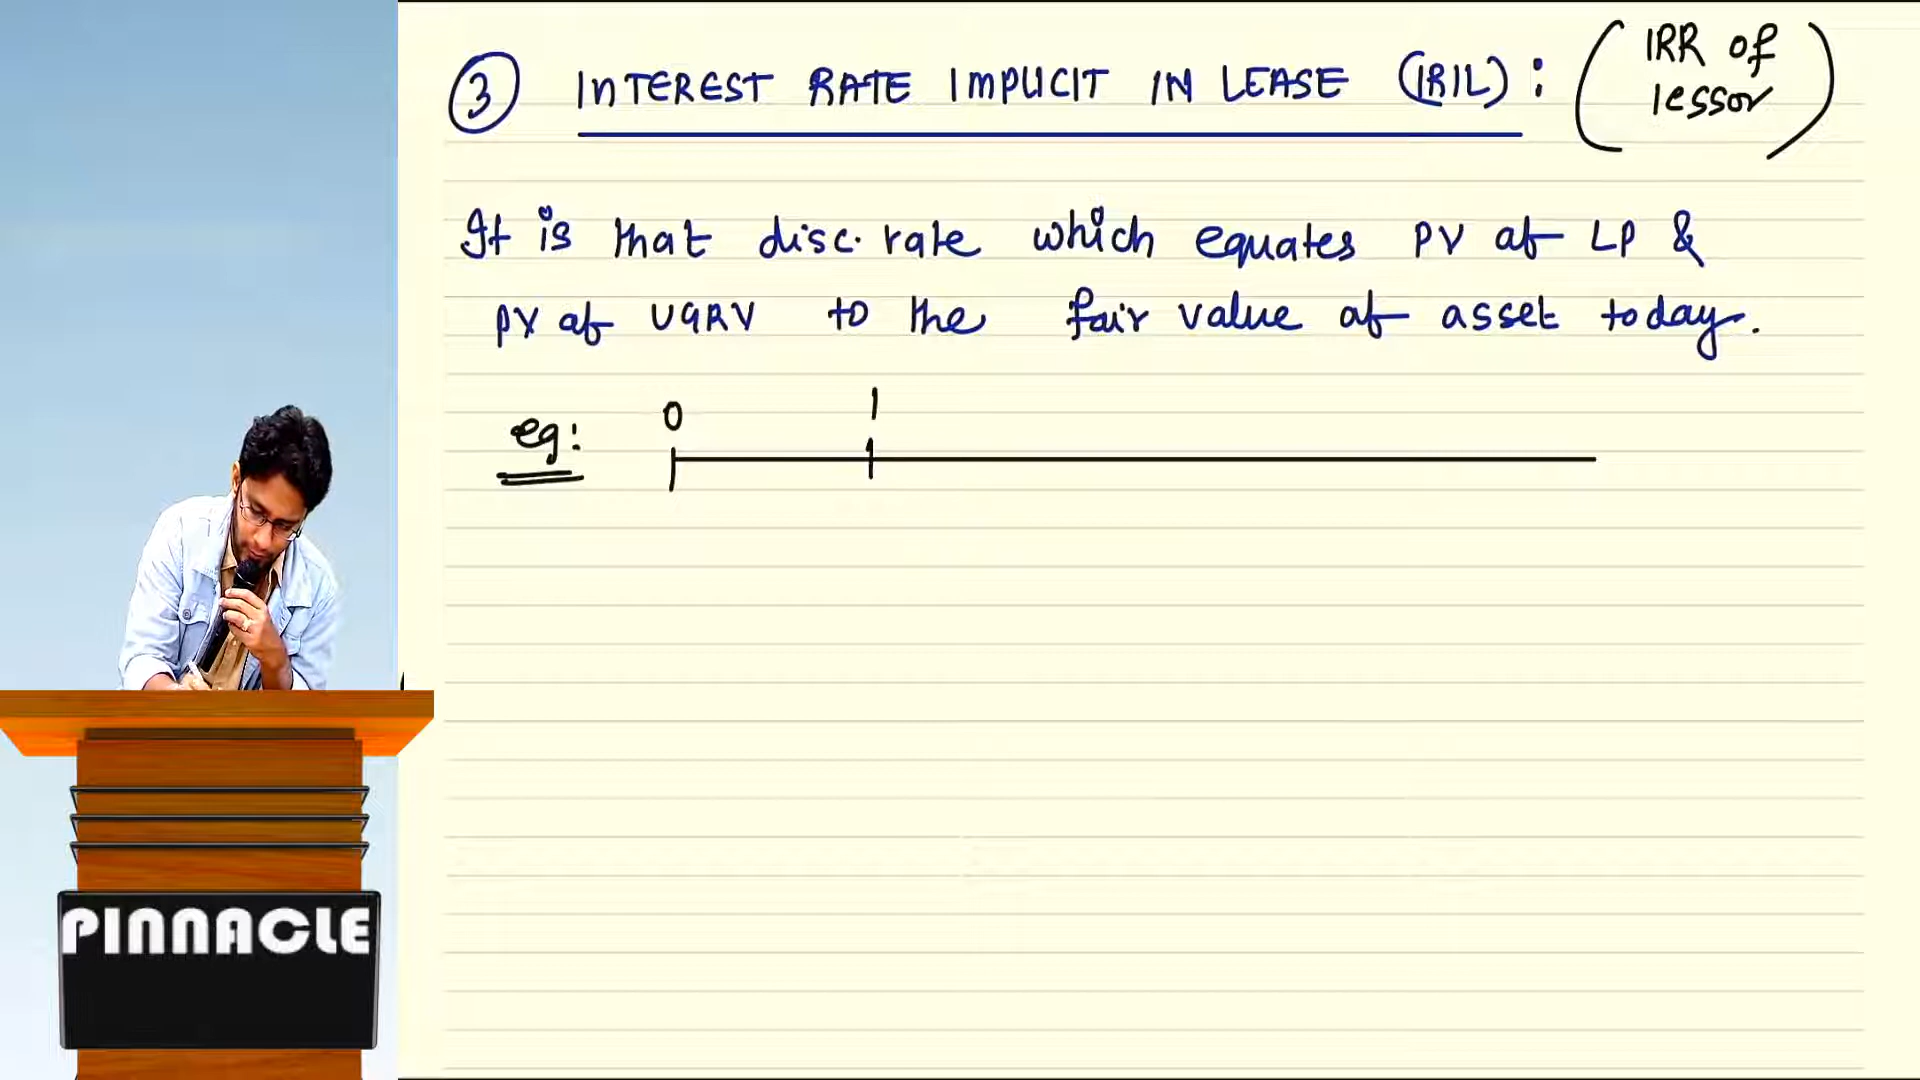 3 INTEREST RATE IMPLICIT IN LEASE (IRIL) : (IRR of lessor)
It is that disc. rate which equates PV of LP &
PV of UGRV to the fair value of asset today.
eg: 0 1
PINNACLE